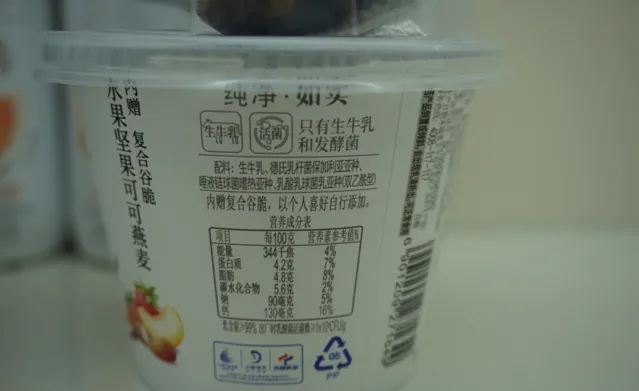 纯净·如实
生牛乳
活菌
只有生牛乳
和发酵菌
配料:生牛乳、德氏乳杆菌保加利亚亚种、
唾液链球菌嗜热亚种、乳酸乳球菌乳亚种(双乙酰型)
内赠复合谷脆,以个人喜好自行添加。
营养成分表
项目 每100克 营养素参考值%
能量 344千焦 4%
蛋白质 4.2克 7%
脂肪 4.8克 8%
碳水化合物 5.6克 2%
钠 90毫克 5%
钙 130毫克 16%
内赠 复合谷脆
水果坚果可可燕麦
05
PP